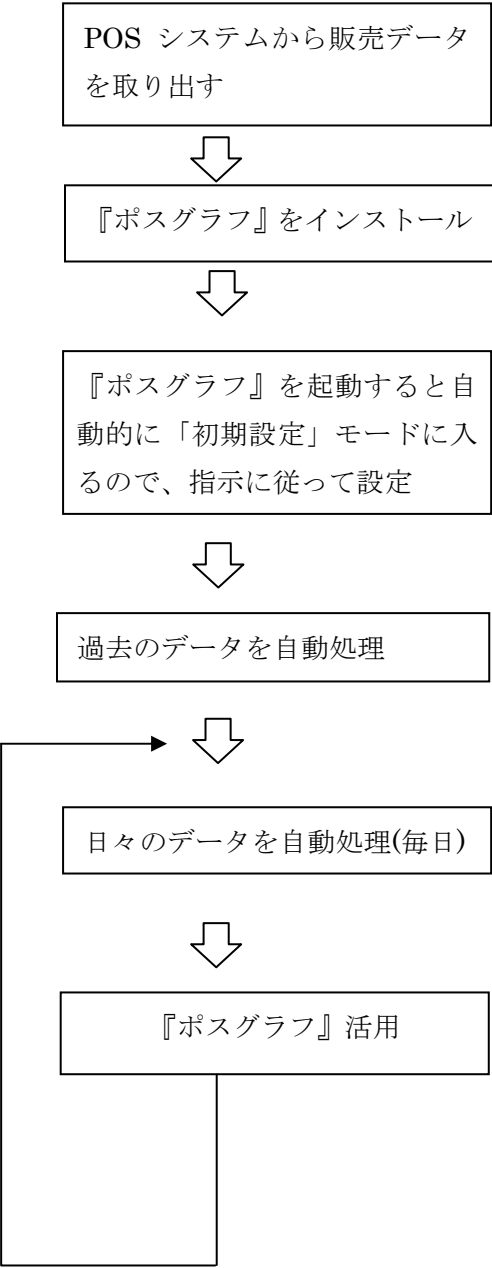 POS システムから販売データ
を取り出す
『ポスグラフ』をインストール
『ポスグラフ』を起動すると自
動的に「初期設定」モードに入
るので、指示に従って設定
過去のデータを自動処理
日々のデータを自動処理(毎日)
『ポスグラフ』活用